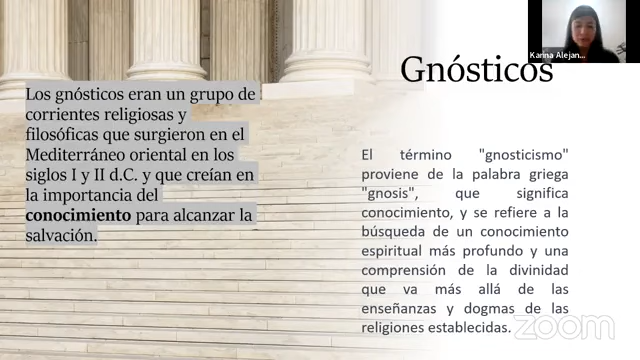 Gnósticos
Los gnósticos eran un grupo de
corrientes religiosas y
filosóficas que surgieron en el
Mediterráneo oriental en los
siglos I y II d.C. y que creían en
la importancia del
conocimiento para alcanzar la
salvación.
El término "gnosticismo"
proviene de la palabra griega
"gnosis", que significa
conocimiento, y se refiere a la
búsqueda de un conocimiento
espiritual más profundo y una
comprensión de la divinidad
que va más allá de las
enseñanzas y dogmas de las
religiones establecidas.
Karina Alejan...
zoom